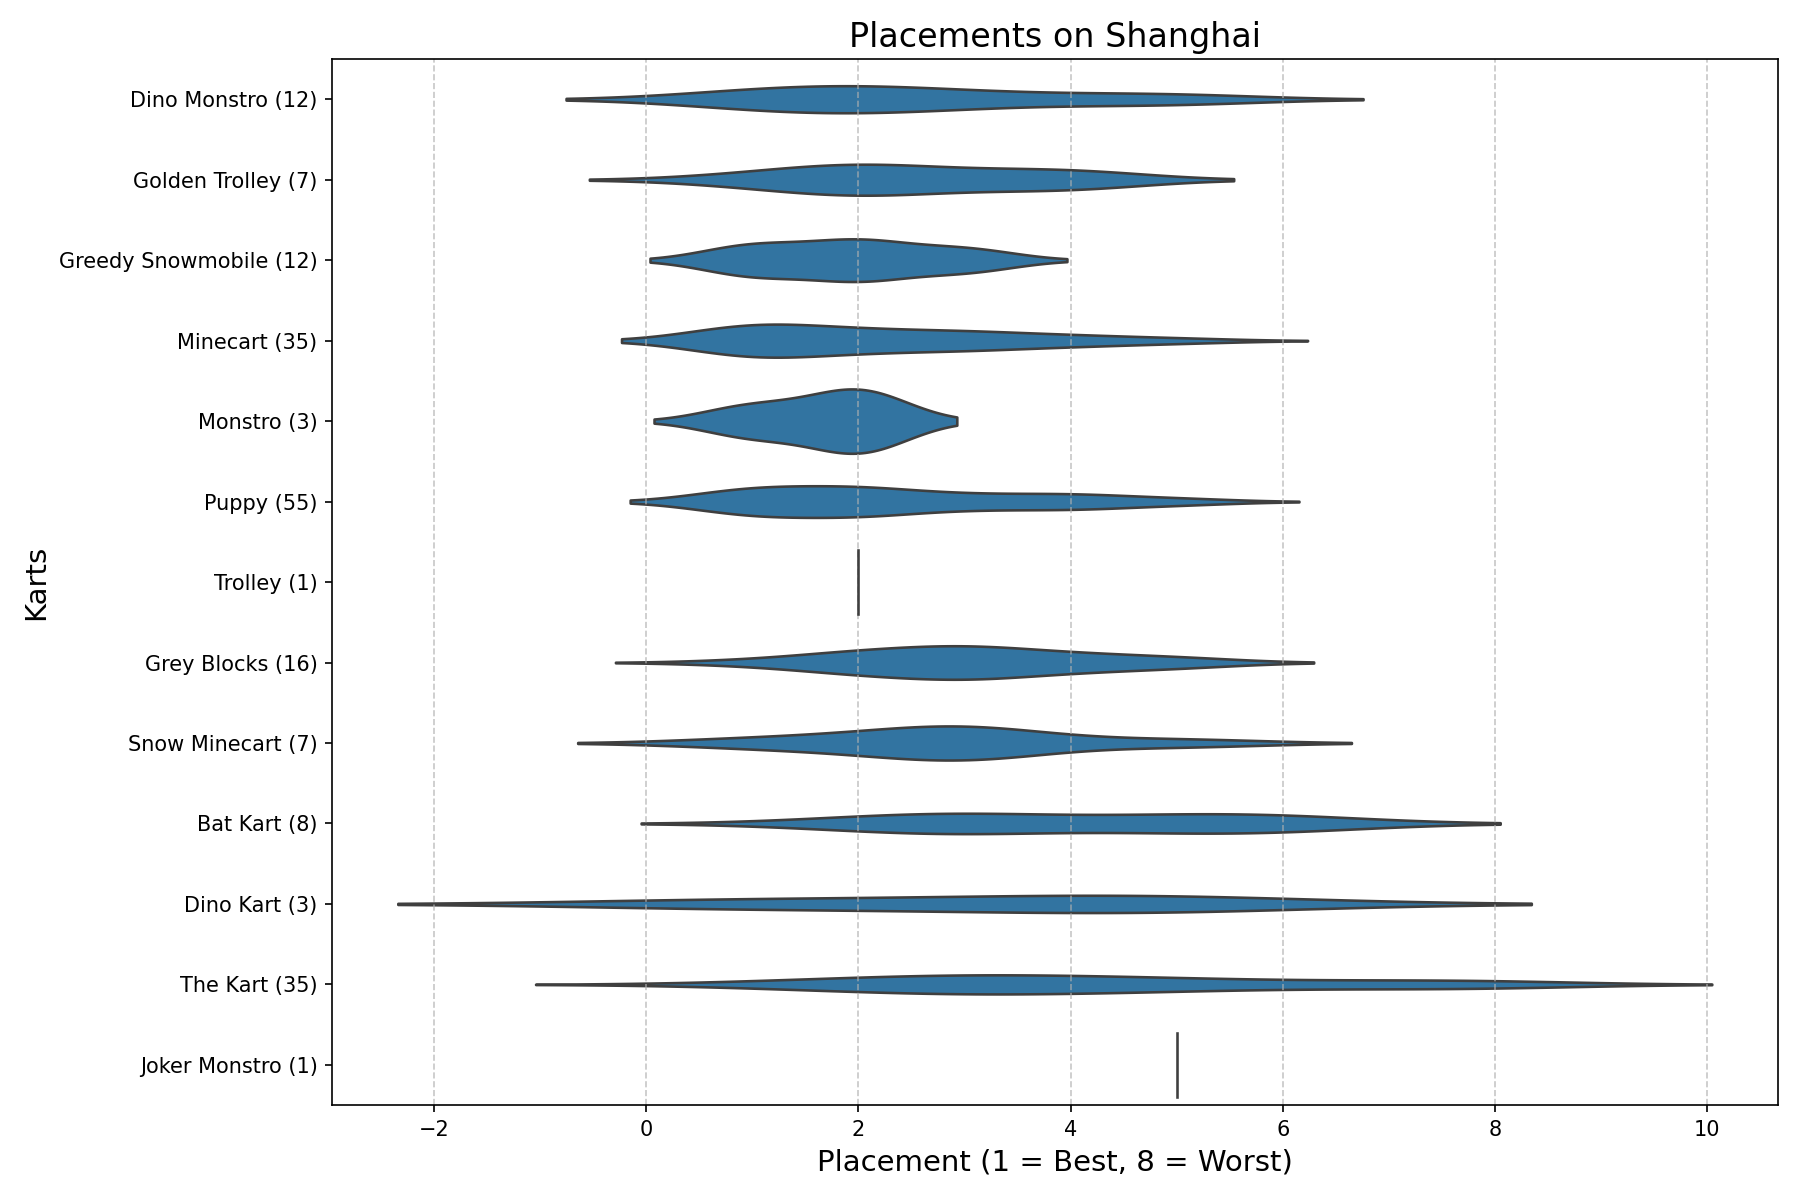 Placements on Shanghai
Dino Monstro (12)
Golden Trolley (7)
Greedy Snowmobile (12)
Minecart (35)
Monstro (3)
Puppy (55)
Trolley (1)
Grey Blocks (16)
Snow Minecart (7)
Bat Kart (8)
Dino Kart (3)
The Kart (35)
Joker Monstro (1)
Karts
−2 0 2 4 6 8 10
Placement (1 = Best, 8 = Worst)